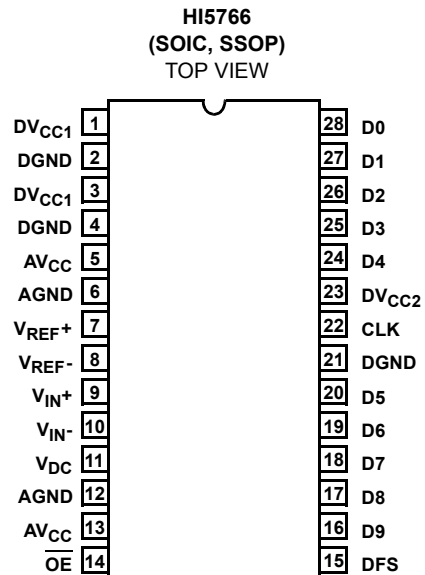 HI5766
(SOIC, SSOP)
TOP VIEW
DVCC1 1 28 D0
DGND 2 27 D1
DVCC1 3 26 D2
DGND 4 25 D3
AVCC 5 24 D4
AGND 6 23 DVCC2
VREF+ 7 22 CLK
VREF- 8 21 DGND
VIN+ 9 20 D5
VIN- 10 19 D6
VDC 11 18 D7
AGND 12 17 D8
AVCC 13 16 D9
O̅E̅ 14 15 DFS